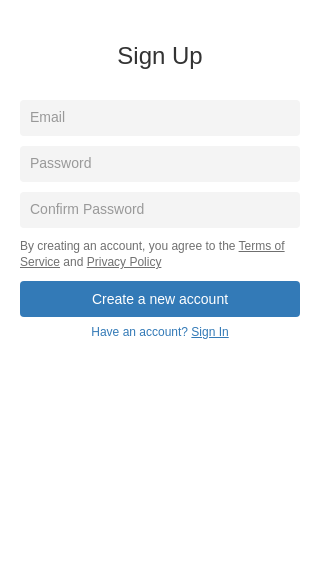 Sign Up
Email
Password
Confirm Password
By creating an account, you agree to the Terms of
Service and Privacy Policy
Create a new account
Have an account? Sign In